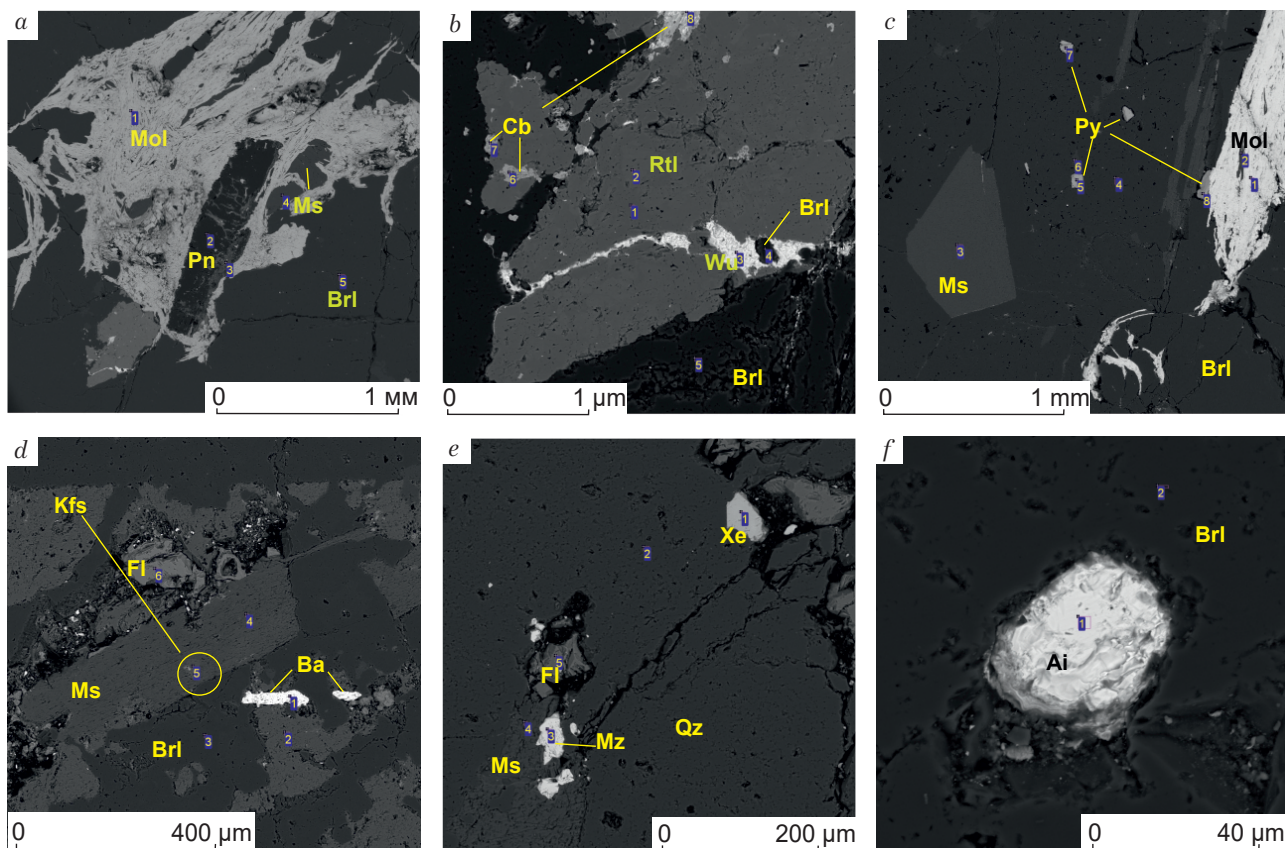 a
1
Mol
Ms
4
2
Pn
3
5
Brl
0 1 мм
b
8
Cb
7
6
Rtl
2
1
Brl
3
4
5
Brl
0 1 µm
c
7
Py
Mol
2
1
6
5
4
8
3
Ms
Brl
0 1 mm
d
Kfs
Fl
6
4
5
Ms
Ba
1
Brl
3
2
0 400 µm
e
1
Xe
2
5
Fl
4
3
Mz
Qz
Ms
0 200 µm
f
2
Brl
1
Ai
0 40 µm